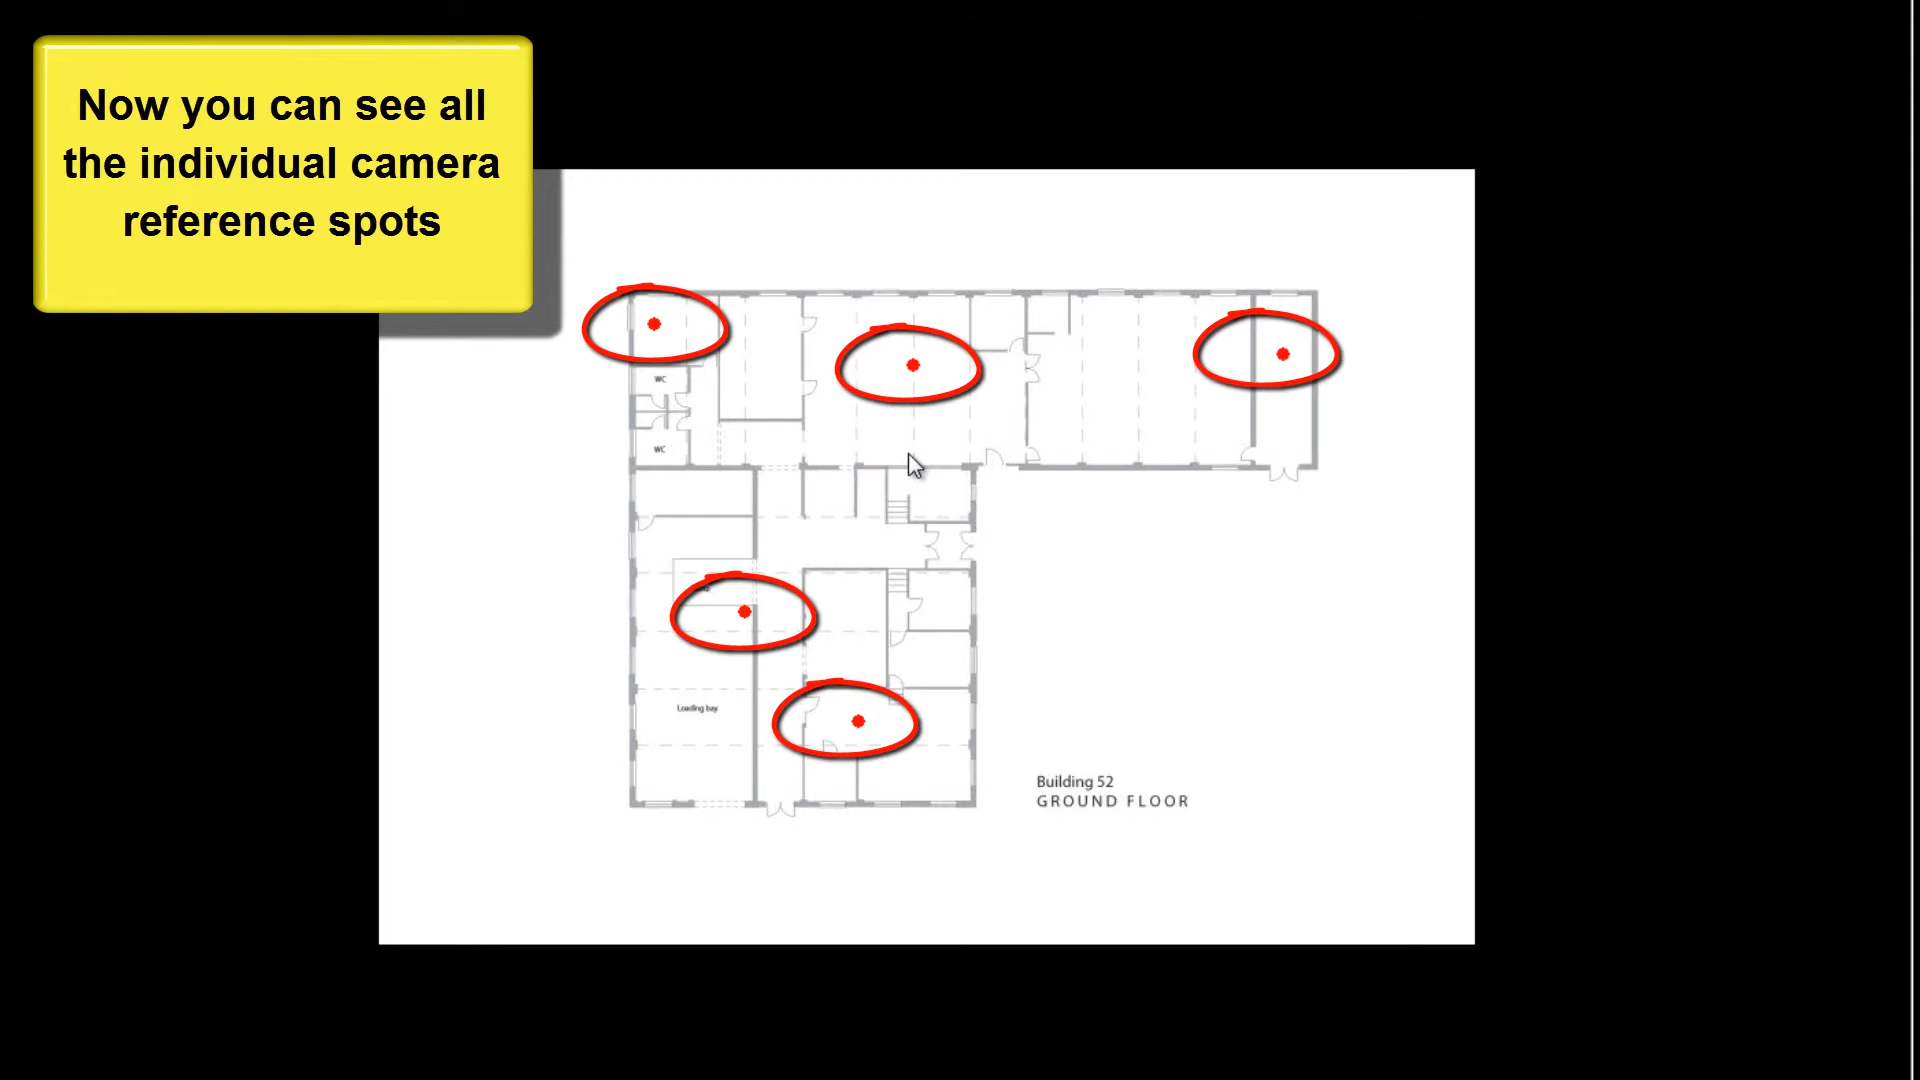 Now you can see all
the individual camera
reference spots
WC
WC
Loading bay
Building 52
GROUND FLOOR